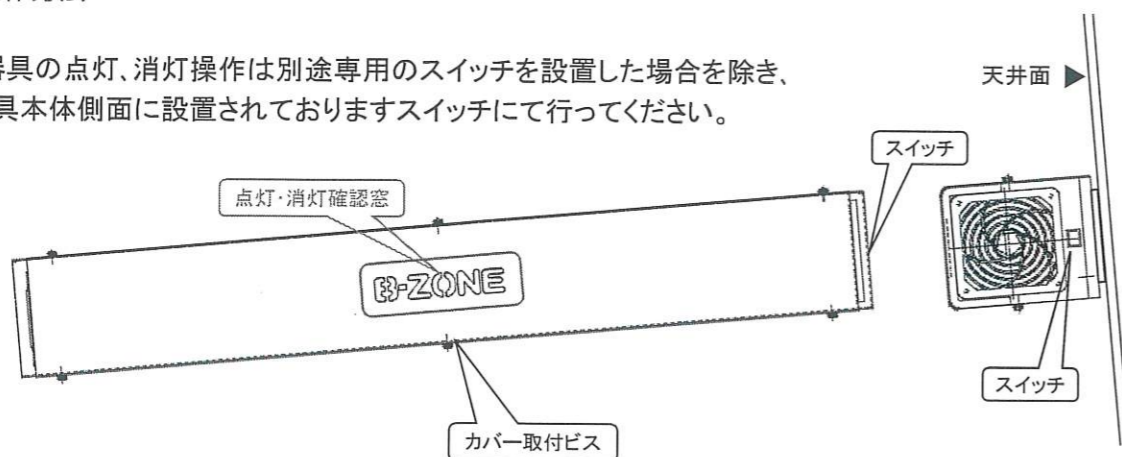 具の点灯、消灯操作は別途専用のスイッチを設置した場合を除き、
具本体側面に設置されておりますスイッチにて行ってください。
天井面
スイッチ
点灯・消灯確認窓
B-ZONE
スイッチ
カバー取付ビス